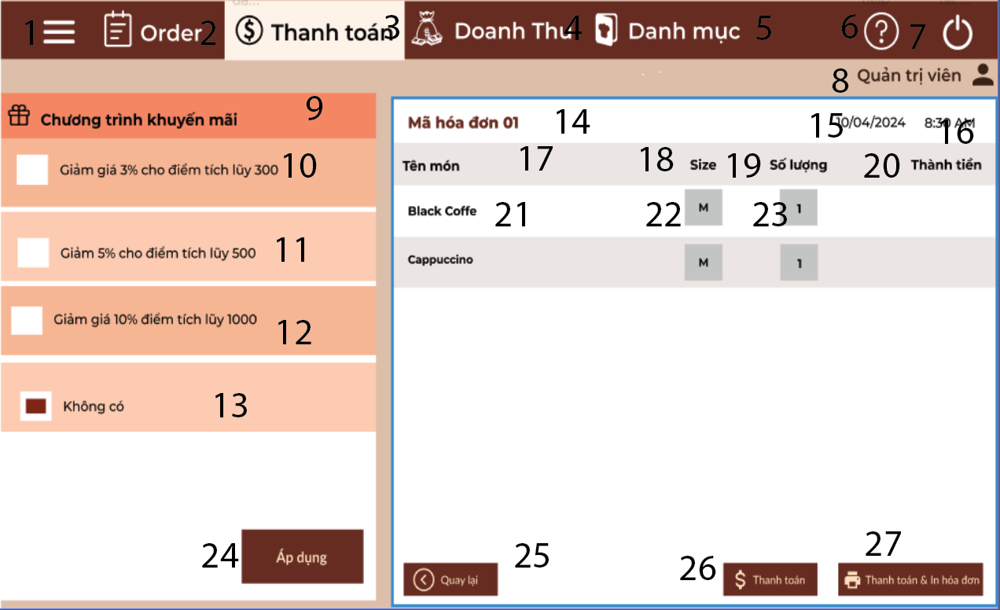 1 Order 2 Thanh toán 3 Doanh Thu 4 Danh mục 5 6 ? 7
8 Quản trị viên
Chương trình khuyến mãi 9
Giảm giá 3% cho điểm tích lũy 300 10
Giảm 5% cho điểm tích lũy 500 11
Giảm giá 10% điểm tích lũy 1000 12
Không có 13
24 Áp dụng
Mã hóa đơn 01 14 15 10/04/2024 8:30 AM 16
Tên món 17 18 Size 19 Số lượng 20 Thành tiền
Black Coffe 21 22 M 23 1
Cappuccino M 1
Quay lại 25 26 $ Thanh toán 27 Thanh toán & In hóa đơn